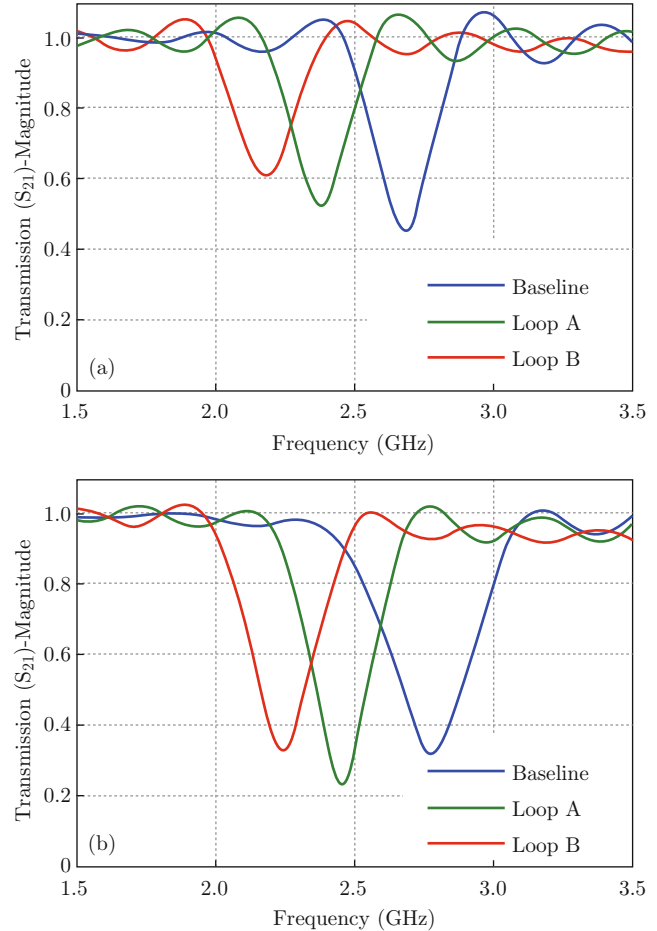 Transmission (S21)-Magnitude
1.0
0.8
0.6
0.4
0.2
0
(a)
Baseline
Loop A
Loop B
1.5 2.0 2.5 3.0 3.5
Frequency (GHz)
Transmission (S21)-Magnitude
1.0
0.8
0.6
0.4
0.2
0
(b)
Baseline
Loop A
Loop B
1.5 2.0 2.5 3.0 3.5
Frequency (GHz)